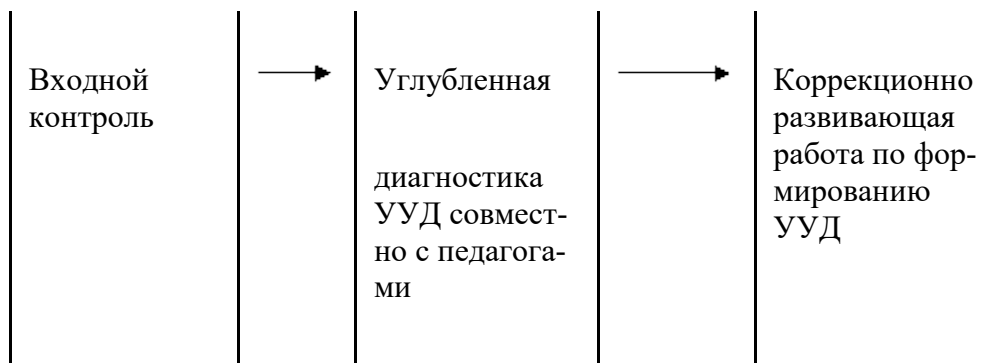 Входной
контроль
Углубленная
диагностика
УУД совмест-
но с педагога-
ми
Коррекционно
развивающая
работа по фор-
мированию
УУД